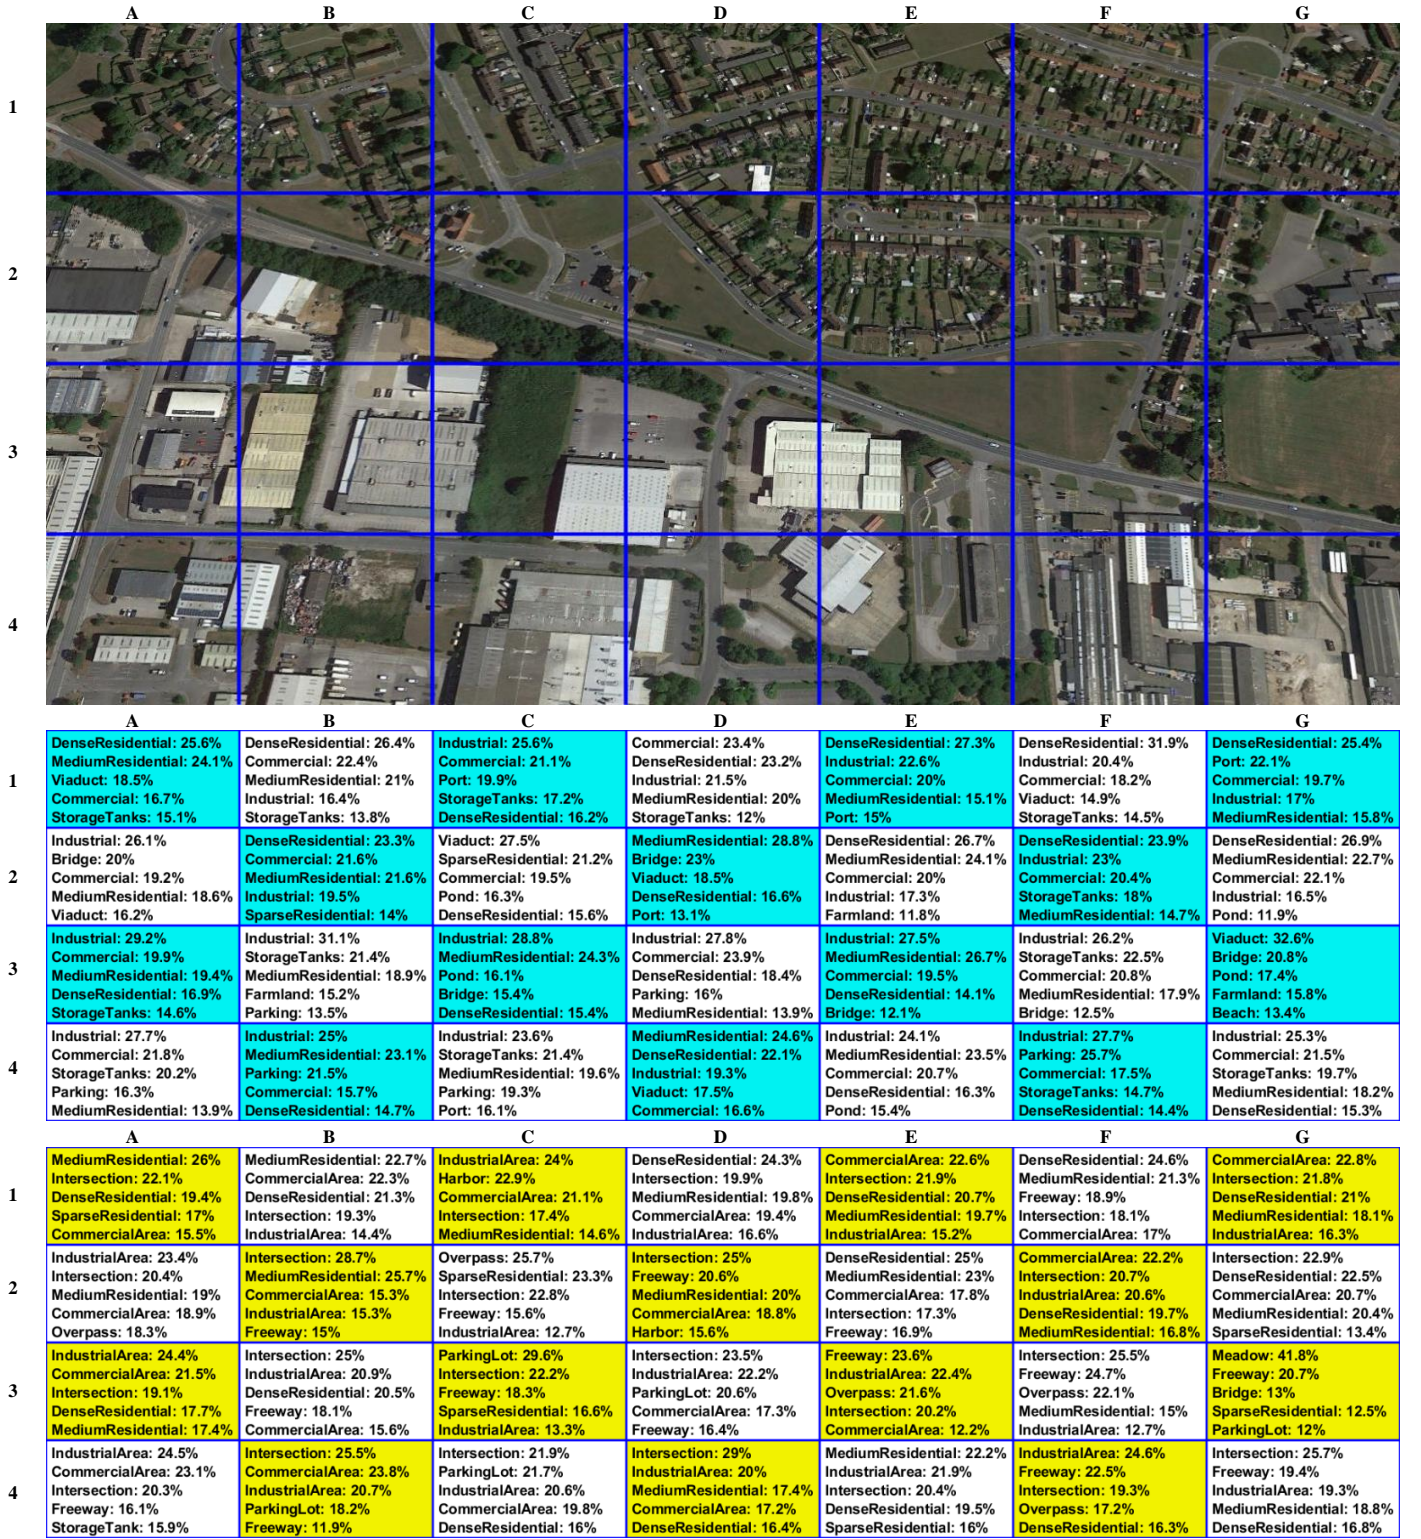 A B C D E F G
1
2
3
4
A B C D E F G
1
DenseResidential: 25.6%
MediumResidential: 24.1%
Viaduct: 18.5%
Commercial: 16.7%
StorageTanks: 15.1%
DenseResidential: 26.4%
Commercial: 22.4%
MediumResidential: 21%
Industrial: 16.4%
StorageTanks: 13.8%
Industrial: 25.6%
Commercial: 21.1%
Port: 19.9%
StorageTanks: 17.2%
DenseResidential: 16.2%
Commercial: 23.4%
DenseResidential: 23.2%
Industrial: 21.5%
MediumResidential: 20%
StorageTanks: 12%
DenseResidential: 27.3%
Industrial: 22.6%
Commercial: 20%
MediumResidential: 15.1%
Port: 15%
DenseResidential: 31.9%
Industrial: 20.4%
Commercial: 18.2%
Viaduct: 14.9%
StorageTanks: 14.5%
DenseResidential: 25.4%
Port: 22.1%
Commercial: 19.7%
Industrial: 17%
MediumResidential: 15.8%
2
Industrial: 26.1%
Bridge: 20%
Commercial: 19.2%
MediumResidential: 18.6%
Viaduct: 16.2%
DenseResidential: 23.3%
Commercial: 21.6%
MediumResidential: 21.6%
Industrial: 19.5%
SparseResidential: 14%
Viaduct: 27.5%
SparseResidential: 21.2%
Commercial: 19.5%
Pond: 16.3%
DenseResidential: 15.6%
MediumResidential: 28.8%
Bridge: 23%
Viaduct: 18.5%
DenseResidential: 16.6%
Port: 13.1%
DenseResidential: 26.7%
MediumResidential: 24.1%
Commercial: 20%
Industrial: 17.3%
Farmland: 11.8%
DenseResidential: 23.9%
Industrial: 23%
Commercial: 20.4%
StorageTanks: 18%
MediumResidential: 14.7%
DenseResidential: 26.9%
MediumResidential: 22.7%
Commercial: 22.1%
Industrial: 16.5%
Pond: 11.9%
3
Industrial: 29.2%
Commercial: 19.9%
MediumResidential: 19.4%
DenseResidential: 16.9%
StorageTanks: 14.6%
Industrial: 31.1%
StorageTanks: 21.4%
MediumResidential: 18.9%
Farmland: 15.2%
Parking: 13.5%
Industrial: 28.8%
MediumResidential: 24.3%
Pond: 16.1%
Bridge: 15.4%
DenseResidential: 15.4%
Industrial: 27.8%
Commercial: 23.9%
DenseResidential: 18.4%
Parking: 16%
MediumResidential: 13.9%
Industrial: 27.5%
MediumResidential: 26.7%
Commercial: 19.5%
DenseResidential: 14.1%
Bridge: 12.1%
Industrial: 26.2%
StorageTanks: 22.5%
Commercial: 20.8%
MediumResidential: 17.9%
Bridge: 12.5%
Viaduct: 32.6%
Bridge: 20.8%
Pond: 17.4%
Farmland: 15.8%
Beach: 13.4%
4
Industrial: 27.7%
Commercial: 21.8%
StorageTanks: 20.2%
Parking: 16.3%
MediumResidential: 13.9%
Industrial: 25%
MediumResidential: 23.1%
Parking: 21.5%
Commercial: 15.7%
DenseResidential: 14.7%
Industrial: 23.6%
StorageTanks: 21.4%
MediumResidential: 19.6%
Parking: 19.3%
Port: 16.1%
MediumResidential: 24.6%
DenseResidential: 22.1%
Industrial: 19.3%
Viaduct: 17.5%
Commercial: 16.6%
Industrial: 24.1%
MediumResidential: 23.5%
Commercial: 20.7%
DenseResidential: 16.3%
Pond: 15.4%
Industrial: 27.7%
Parking: 25.7%
Commercial: 17.5%
StorageTanks: 14.7%
DenseResidential: 14.4%
Industrial: 25.3%
Commercial: 21.5%
StorageTanks: 19.7%
MediumResidential: 18.2%
DenseResidential: 15.3%
A B C D E F G
1
MediumResidential: 26%
Intersection: 22.1%
DenseResidential: 19.4%
SparseResidential: 17%
CommercialArea: 15.5%
MediumResidential: 22.7%
CommercialArea: 22.3%
DenseResidential: 21.3%
Intersection: 19.3%
IndustrialArea: 14.4%
IndustrialArea: 24%
Harbor: 22.9%
CommercialArea: 21.1%
Intersection: 17.4%
MediumResidential: 14.6%
DenseResidential: 24.3%
Intersection: 19.9%
MediumResidential: 19.8%
CommercialArea: 19.4%
IndustrialArea: 16.6%
CommercialArea: 22.6%
Intersection: 21.9%
DenseResidential: 20.7%
MediumResidential: 19.7%
IndustrialArea: 15.2%
DenseResidential: 24.6%
MediumResidential: 21.3%
Freeway: 18.9%
Intersection: 18.1%
CommercialArea: 17%
CommercialArea: 22.8%
Intersection: 21.8%
DenseResidential: 21%
MediumResidential: 18.1%
IndustrialArea: 16.3%
2
IndustrialArea: 23.4%
Intersection: 20.4%
MediumResidential: 19%
CommercialArea: 18.9%
Overpass: 18.3%
Intersection: 28.7%
MediumResidential: 25.7%
CommercialArea: 15.3%
IndustrialArea: 15.3%
Freeway: 15%
Overpass: 25.7%
SparseResidential: 23.3%
Intersection: 22.8%
Freeway: 15.6%
IndustrialArea: 12.7%
Intersection: 25%
Freeway: 20.6%
MediumResidential: 20%
CommercialArea: 18.8%
Harbor: 15.6%
DenseResidential: 25%
MediumResidential: 23%
CommercialArea: 17.8%
Intersection: 17.3%
Freeway: 16.9%
CommercialArea: 22.2%
Intersection: 20.7%
IndustrialArea: 20.6%
DenseResidential: 19.7%
MediumResidential: 16.8%
Intersection: 22.9%
DenseResidential: 22.5%
CommercialArea: 20.7%
MediumResidential: 20.4%
SparseResidential: 13.4%
3
IndustrialArea: 24.4%
CommercialArea: 21.5%
Intersection: 19.1%
DenseResidential: 17.7%
MediumResidential: 17.4%
Intersection: 25%
IndustrialArea: 20.9%
DenseResidential: 20.5%
Freeway: 18.1%
CommercialArea: 15.6%
ParkingLot: 29.6%
Intersection: 22.2%
Freeway: 18.3%
SparseResidential: 16.6%
IndustrialArea: 13.3%
Intersection: 23.5%
IndustrialArea: 22.2%
ParkingLot: 20.6%
CommercialArea: 17.3%
Freeway: 16.4%
Freeway: 23.6%
IndustrialArea: 22.4%
Overpass: 21.6%
Intersection: 20.2%
CommercialArea: 12.2%
Intersection: 25.5%
Freeway: 24.7%
Overpass: 22.1%
MediumResidential: 15%
IndustrialArea: 12.7%
Meadow: 41.8%
Freeway: 20.7%
Bridge: 13%
SparseResidential: 12.5%
ParkingLot: 12%
4
IndustrialArea: 24.5%
CommercialArea: 23.1%
Intersection: 20.3%
Freeway: 16.1%
StorageTank: 15.9%
Intersection: 25.5%
CommercialArea: 23.8%
IndustrialArea: 20.7%
ParkingLot: 18.2%
Freeway: 11.9%
Intersection: 21.9%
ParkingLot: 21.7%
IndustrialArea: 20.6%
CommercialArea: 19.8%
DenseResidential: 16%
Intersection: 29%
IndustrialArea: 20%
MediumResidential: 17.4%
CommercialArea: 17.2%
DenseResidential: 16.4%
MediumResidential: 22.2%
IndustrialArea: 21.9%
Intersection: 20.4%
DenseResidential: 19.5%
SparseResidential: 16%
IndustrialArea: 24.6%
Freeway: 22.5%
Intersection: 19.3%
Overpass: 17.2%
DenseResidential: 16.3%
Intersection: 25.7%
Freeway: 19.4%
IndustrialArea: 19.3%
MediumResidential: 18.8%
DenseResidential: 16.8%